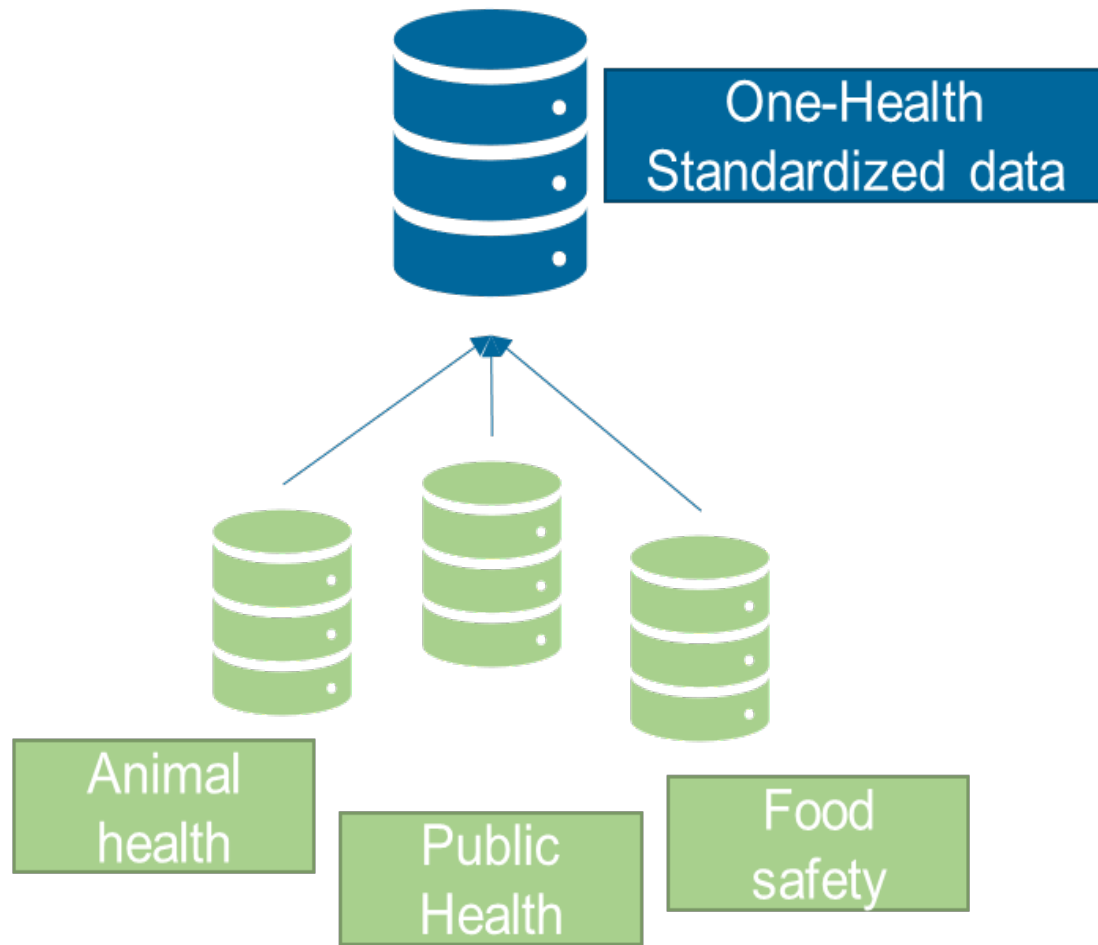 One-Health
Standardized data
Animal
health
Public
Health
Food
safety